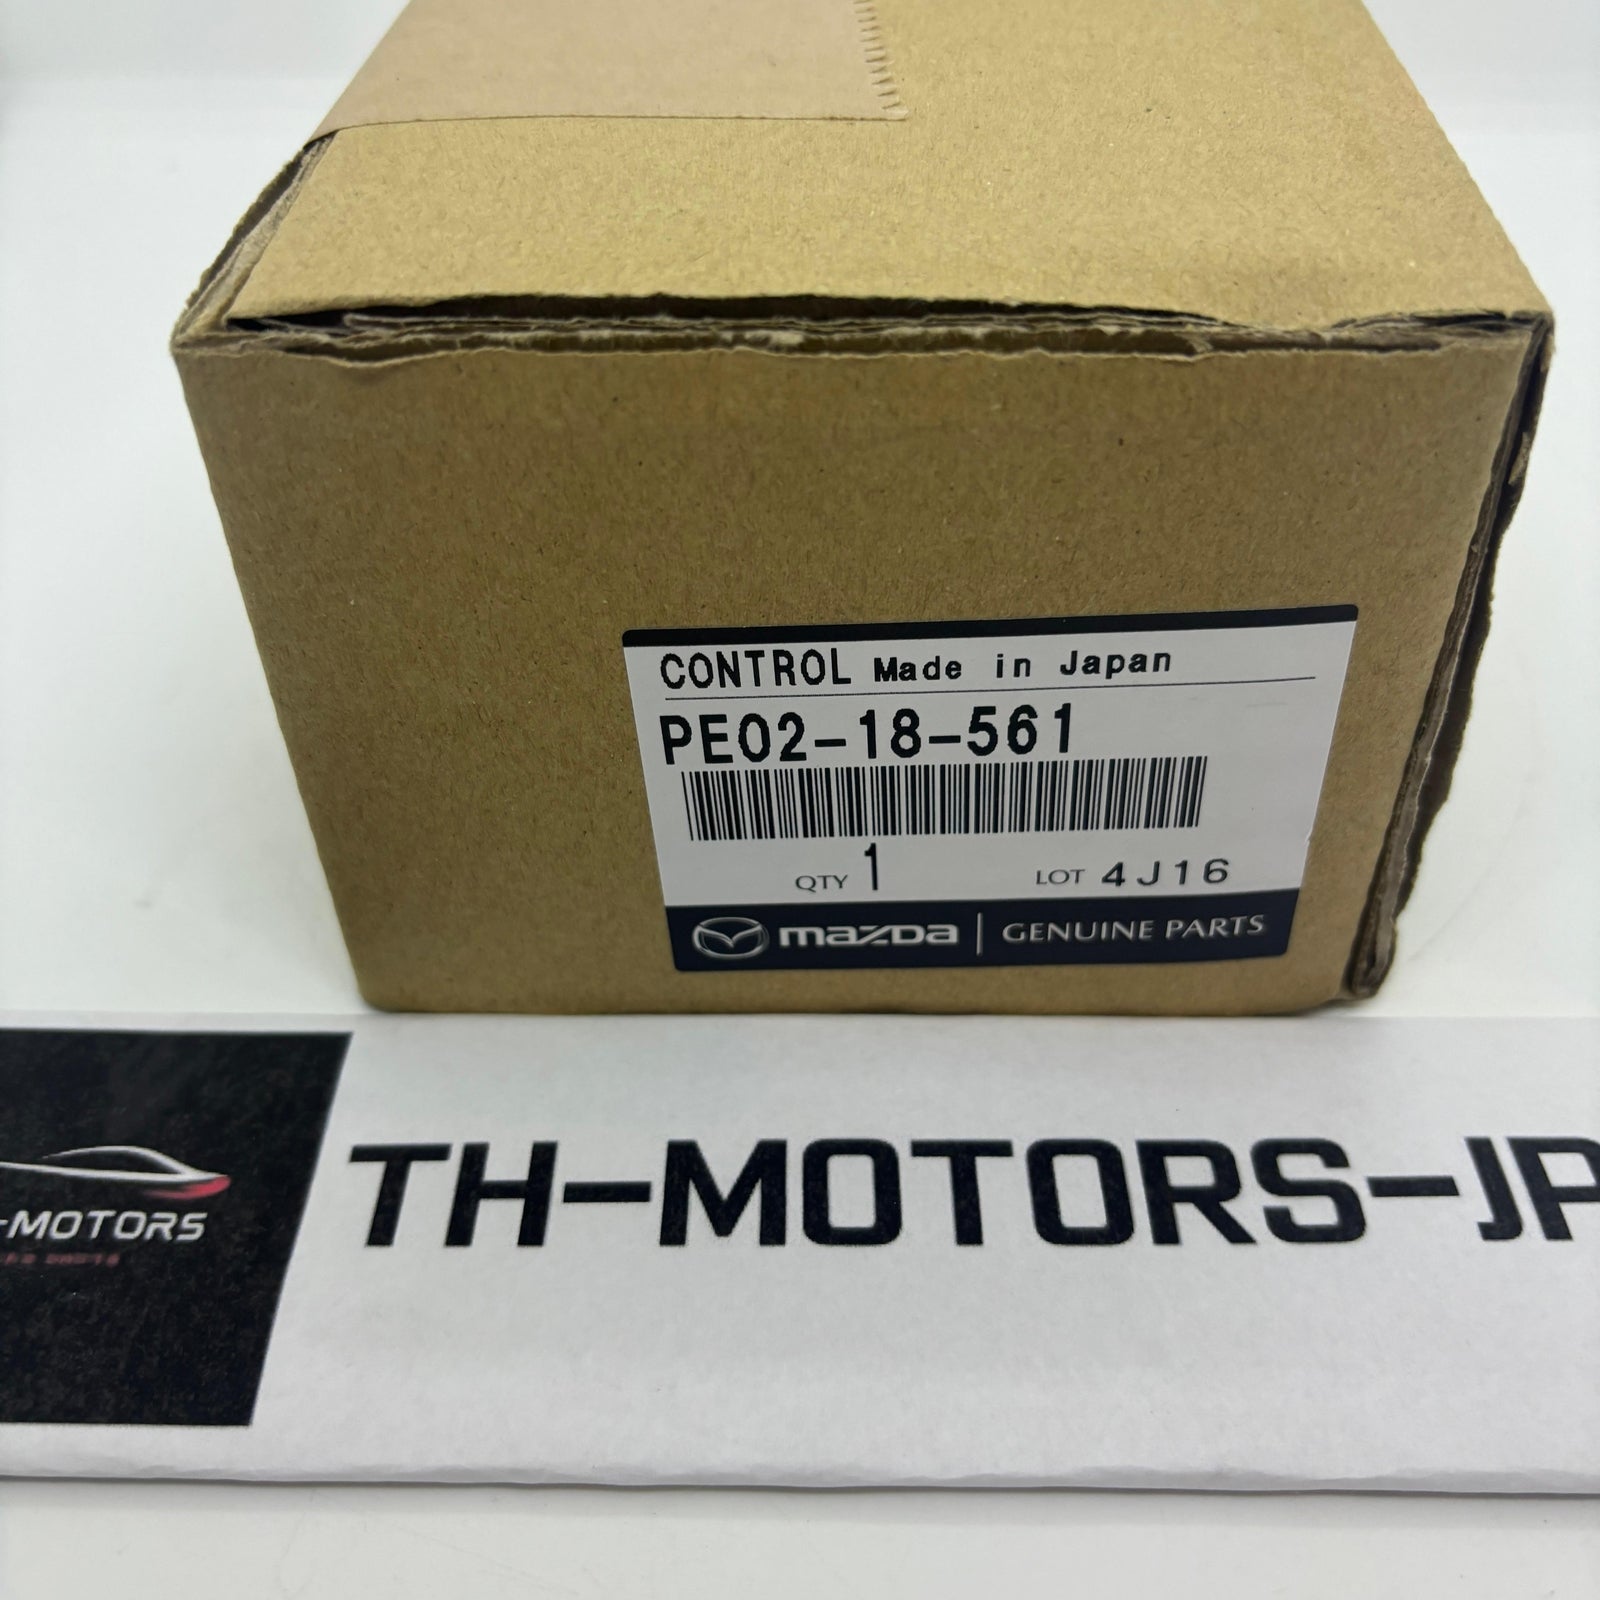 CONTROL Made in Japan
PE02-18-561
QTY 1 LOT 4J16
mazda GENUINE PARTS
TH-MOTORS-JP
-MOTORS